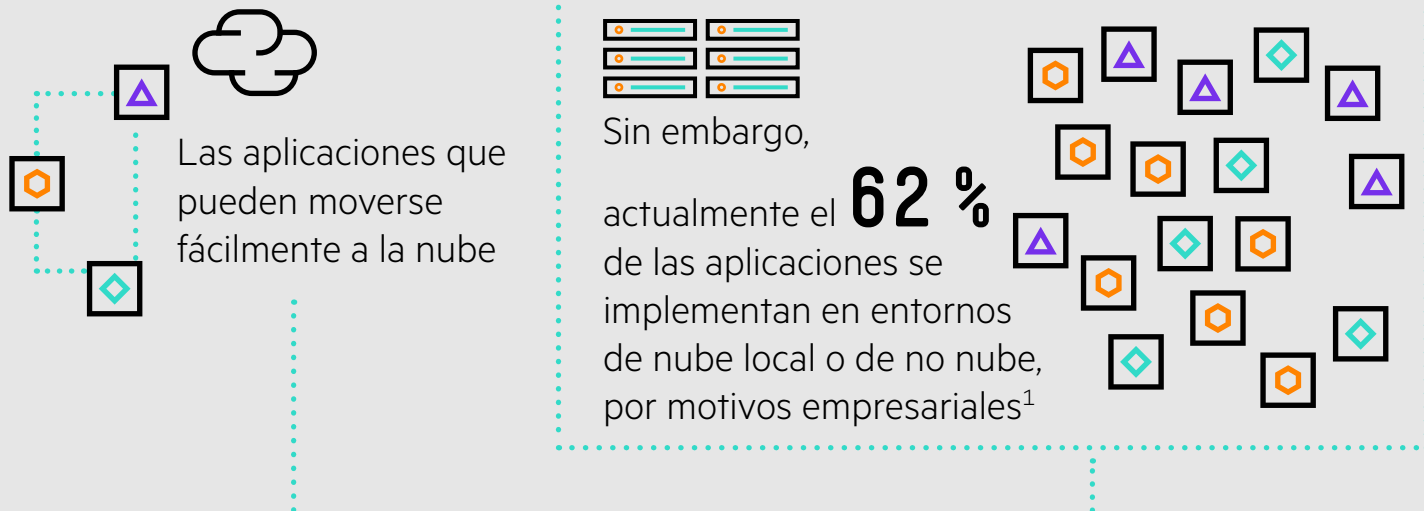 Las aplicaciones que
pueden moverse
fácilmente a la nube
Sin embargo,
actualmente el 62 %
de las aplicaciones se
implementan en entornos
de nube local o de no nube,
por motivos empresariales¹